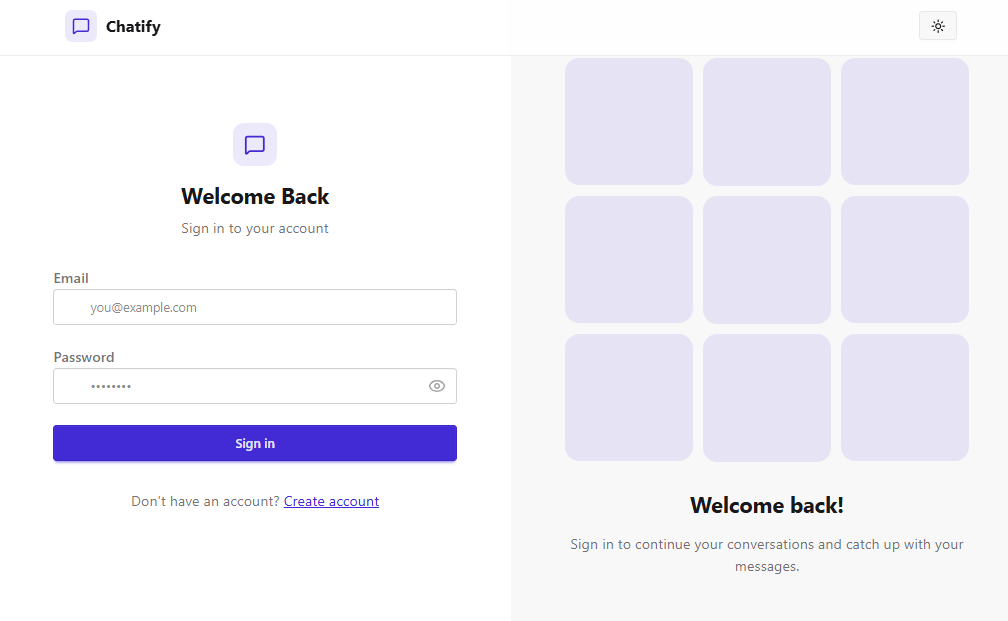 Chatify
Welcome Back
Sign in to your account
Email
you@example.com
Password
••••••••
Sign in
Don't have an account? Create account
Welcome back!
Sign in to continue your conversations and catch up with your
messages.